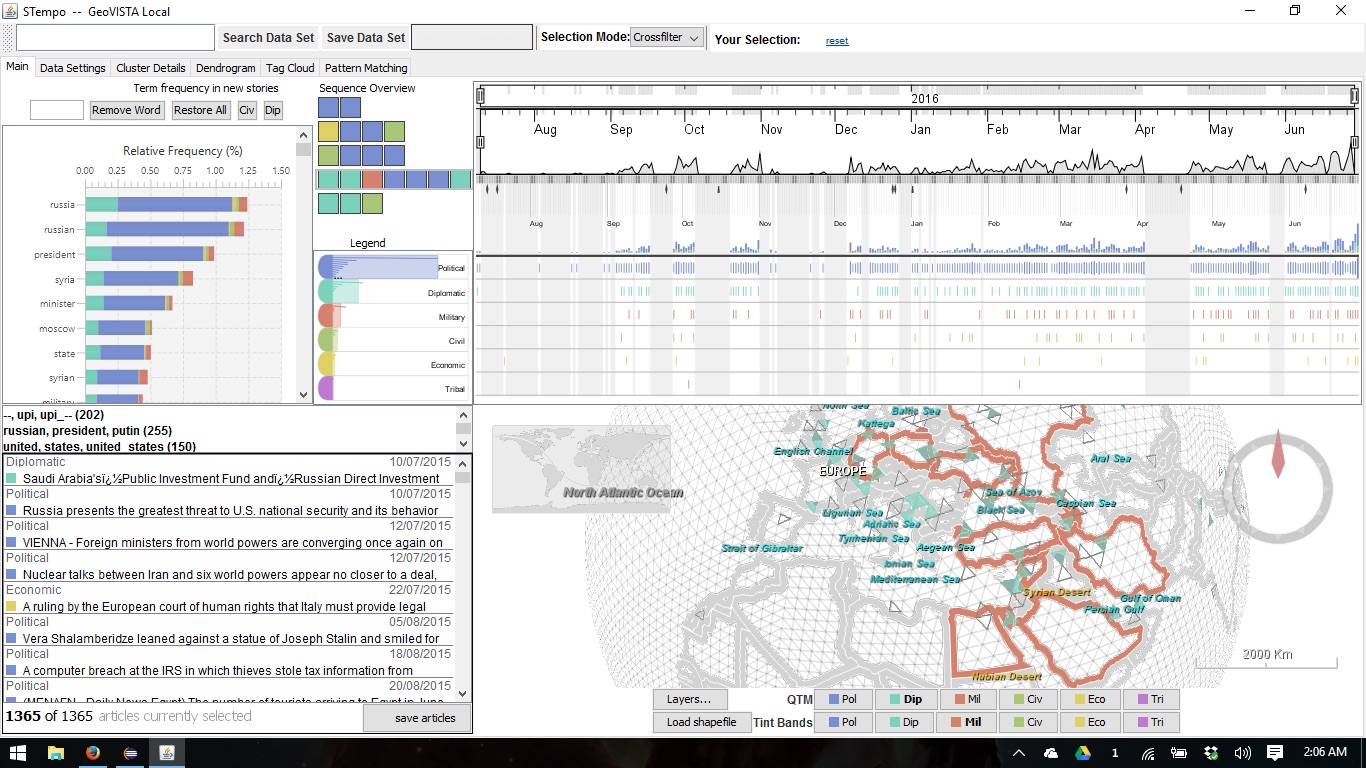 STempo -- GeoVISTA Local
Search Data Set Save Data Set Selection Mode: Crossfilter Your Selection: reset
Main Data Settings Cluster Details Dendrogram Tag Cloud Pattern Matching
Term frequency in new stories
Remove Word Restore All Civ Dip
Relative Frequency (%)
0.00 0.25 0.50 0.75 1.00 1.25 1.50
russia
russian
president
syria
minister
moscow
state
syrian
military
Sequence Overview
Legend
Political
Diplomatic
Military
Civil
Economic
Tribal
2016
Aug Sep Oct Nov Dec Jan Feb Mar Apr May Jun
Aug Sep Oct Nov Dec Jan Feb Mar Apr May Jun
--, upi, upi_-- (202)
russian, president, putin (255)
united, states, united_states (150)
Diplomatic 10/07/2015
Saudi Arabia'sï¿½Public Investment Fund andï¿½Russian Direct Investment
Political 10/07/2015
Russia presents the greatest threat to U.S. national security and its behavior
Political 12/07/2015
VIENNA - Foreign ministers from world powers are converging once again on
Political 12/07/2015
Nuclear talks between Iran and six world powers appear no closer to a deal,
Economic 22/07/2015
A ruling by the European court of human rights that Italy must provide legal
Political 05/08/2015
Vera Shalamberidze leaned against a statue of Joseph Stalin and smiled for
Political 18/08/2015
A computer breach at the IRS in which thieves stole tax information from
Political 20/08/2015
(MENAFN - Daily News Egypt) The number of tourists arriving to Egypt in June
1365 of 1365 articles currently selected save articles
North Sea
Baltic Sea
Kattega
English Channel
EUROPE
Aral Sea
North Atlantic Ocean
Sea of Azov
Caspian Sea
Black Sea
Ligurian Sea
Adriatic Sea
Tyrrhenian Sea
Strait of Gibraltar
Aegean Sea
Ionian Sea
Mediterranean Sea
Syrian Desert
Gulf of Oman
Persian Gulf
2000 Km
Nubian Desert
Layers... QTM Pol Dip Mil Civ Eco Tri
Load shapefile Tint Bands Pol Dip Mil Civ Eco Tri
1 2:06 AM